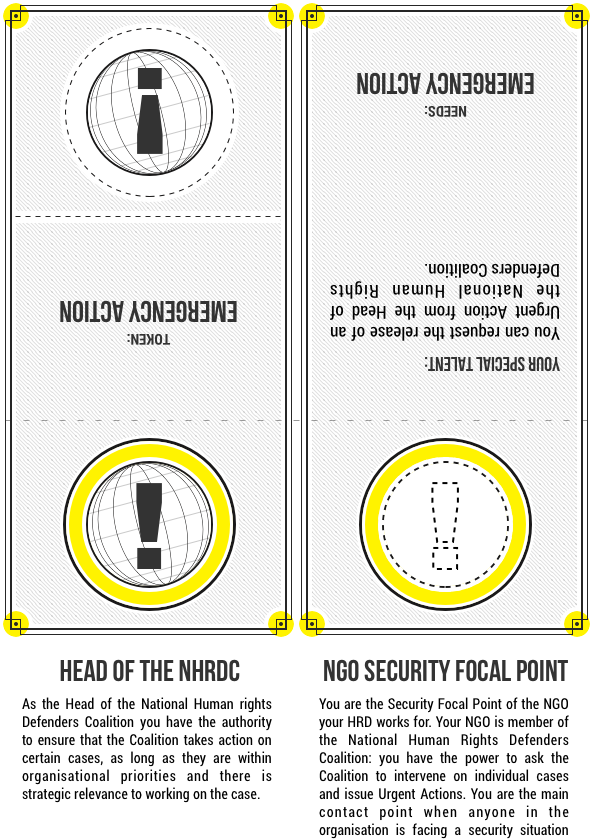 EMERGENCY ACTION
TOKEN:
HEAD OF THE NHRDC
As the Head of the National Human rights
Defenders Coalition you have the authority
to ensure that the Coalition takes action on
certain cases, as long as they are within
organisational priorities and there is
strategic relevance to working on the case.
YOUR SPECIAL TALENT:
You can request the release of an
Urgent Action from the Head of
the National Human Rights
Defenders Coalition.
NEEDS:
EMERGENCY ACTION
NGO SECURITY FOCAL POINT
You are the Security Focal Point of the NGO
your HRD works for. Your NGO is member of
the National Human Rights Defenders
Coalition: you have the power to ask the
Coalition to intervene on individual cases
and issue Urgent Actions. You are the main
contact point when anyone in the
organisation is facing a security situation